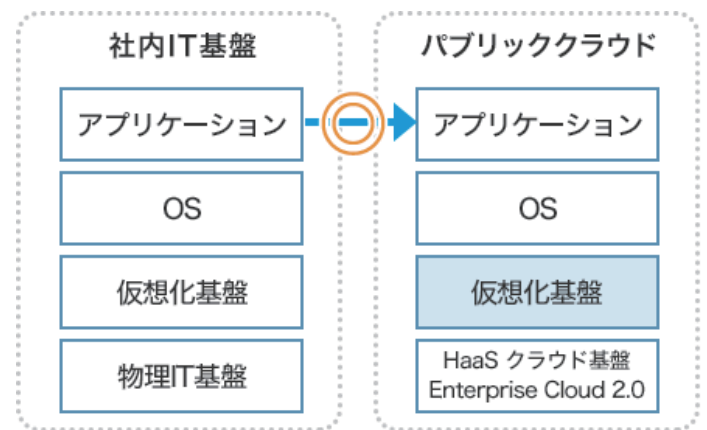 社内IT基盤
アプリケーション
OS
仮想化基盤
物理IT基盤
パブリッククラウド
アプリケーション
OS
仮想化基盤
HaaS クラウド基盤
Enterprise Cloud 2.0